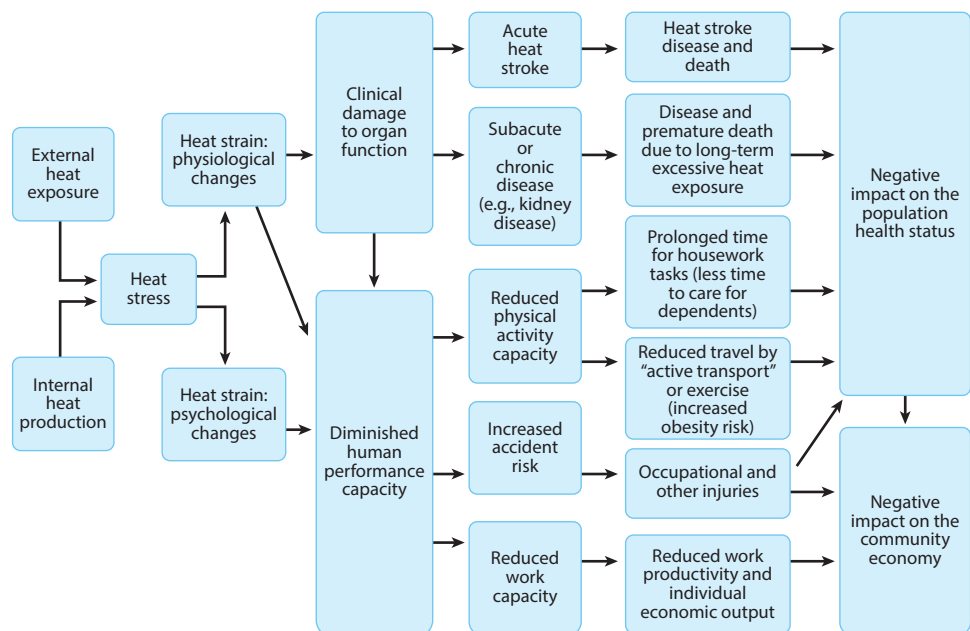 External
heat
exposure
Internal
heat
production
Heat
stress
Heat strain:
physiological
changes
Heat strain:
psychological
changes
Clinical
damage
to organ
function
Diminished
human
performance
capacity
Acute
heat
stroke
Subacute
or
chronic
disease
(e.g., kidney
disease)
Reduced
physical
activity
capacity
Increased
accident
risk
Reduced
work
capacity
Heat stroke
disease and
death
Disease and
premature death
due to long-term
excessive heat
exposure
Prolonged time
for housework
tasks (less time
to care for
dependents)
Reduced travel by
“active transport”
or exercise
(increased
obesity risk)
Occupational and
other injuries
Reduced work
productivity and
individual
economic output
Negative
impact on the
population
health status
Negative
impact on the
community
economy